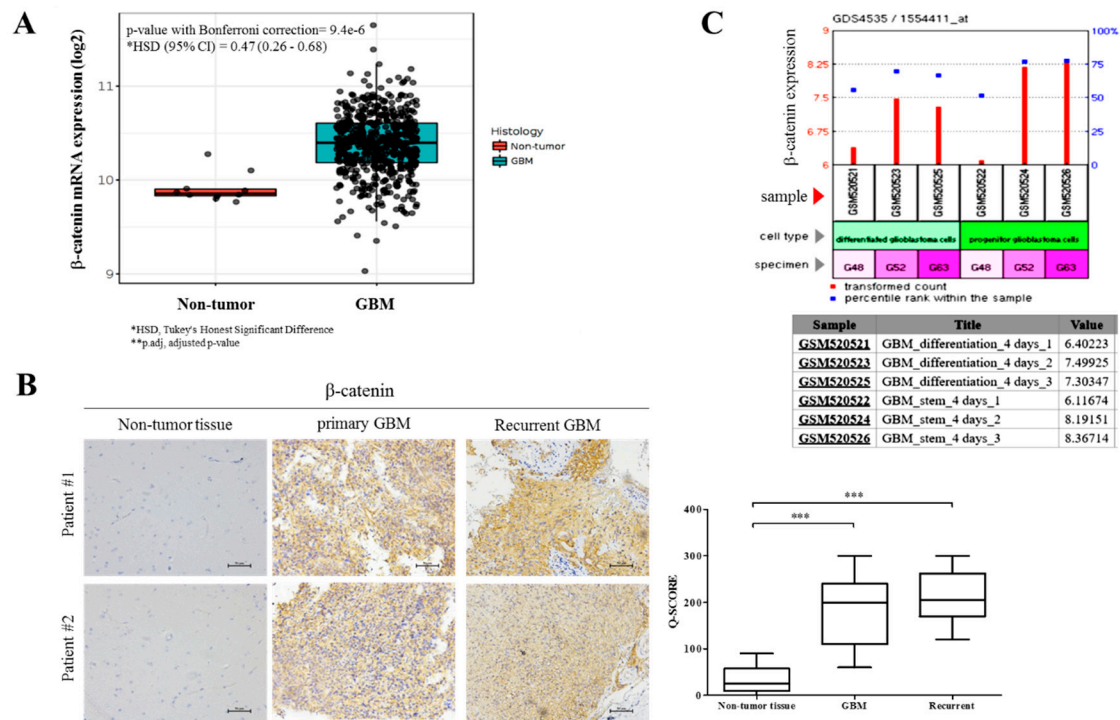 A
p-value with Bonferroni correction= 9.4e-6
*HSD (95% CI) = 0.47 (0.26 - 0.68)
β-catenin mRNA expression (log2)
11
10
9
Histology
Non-tumor
GBM
Non-tumor
GBM
*HSD, Tukey's Honest Significant Difference
**p.adj, adjusted p-value
C
GDS4535 / 1554411_at
β-catenin expression
9
8.25
7.5
6.75
6
100%
75
50
25
0
sample
GSM520521
GSM520523
GSM520525
GSM520522
GSM520524
GSM520526
cell type
differentiated glioblastoma cells
progenitor glioblastoma cells
specimen
G48
G52
G63
G48
G52
G63
transformed count
percentile rank within the sample
Sample Title Value
GSM520521 GBM_differentiation_4 days_1 6.40223
GSM520523 GBM_differentiation_4 days_2 7.49925
GSM520525 GBM_differentiation_4 days_3 7.30347
GSM520522 GBM_stem_4 days_1 6.11674
GSM520524 GBM_stem_4 days_2 8.19151
GSM520526 GBM_stem_4 days_3 8.36714
B
β-catenin
Non-tumor tissue
primary GBM
Recurrent GBM
Patient #1
Patient #2
Q-SCORE
400
300
200
100
0
***
***
Non-tumor tissue
GBM
Recurrent